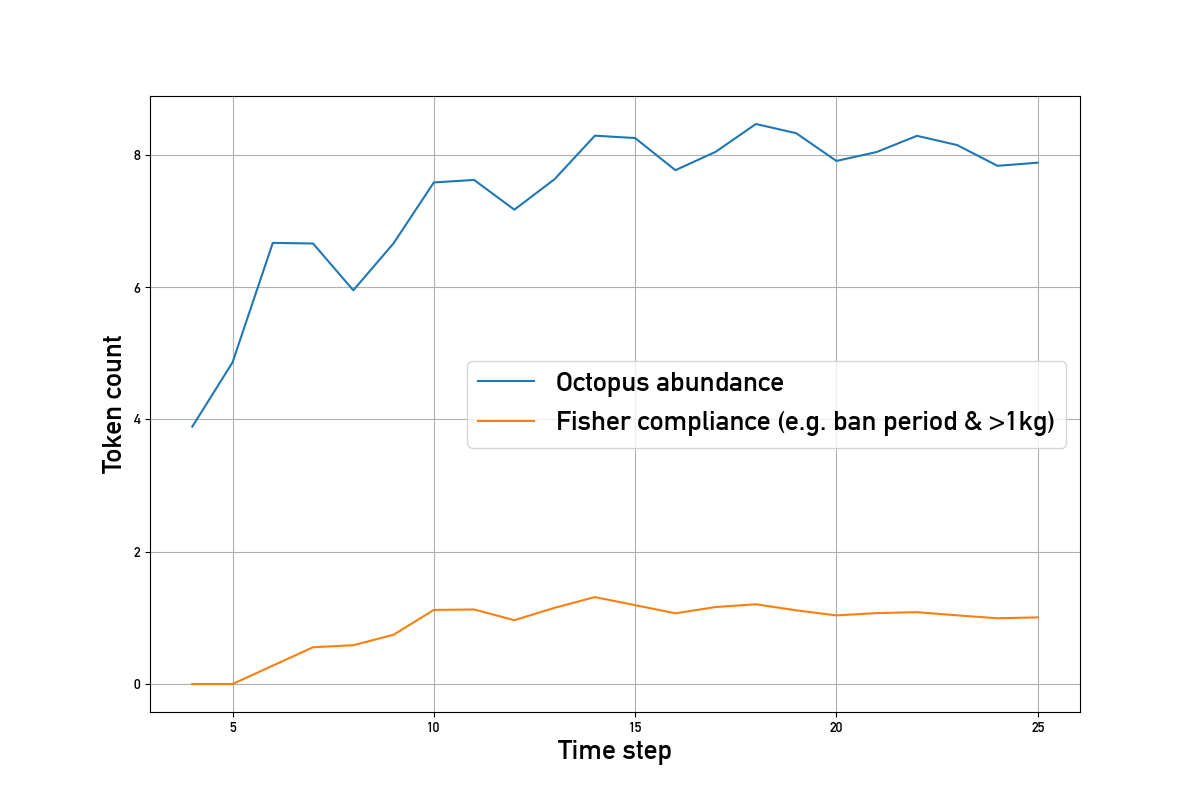 8
6
4
2
0
Token count
Octopus abundance
Fisher compliance (e.g. ban period & >1kg)
5 10 15 20 25
Time step